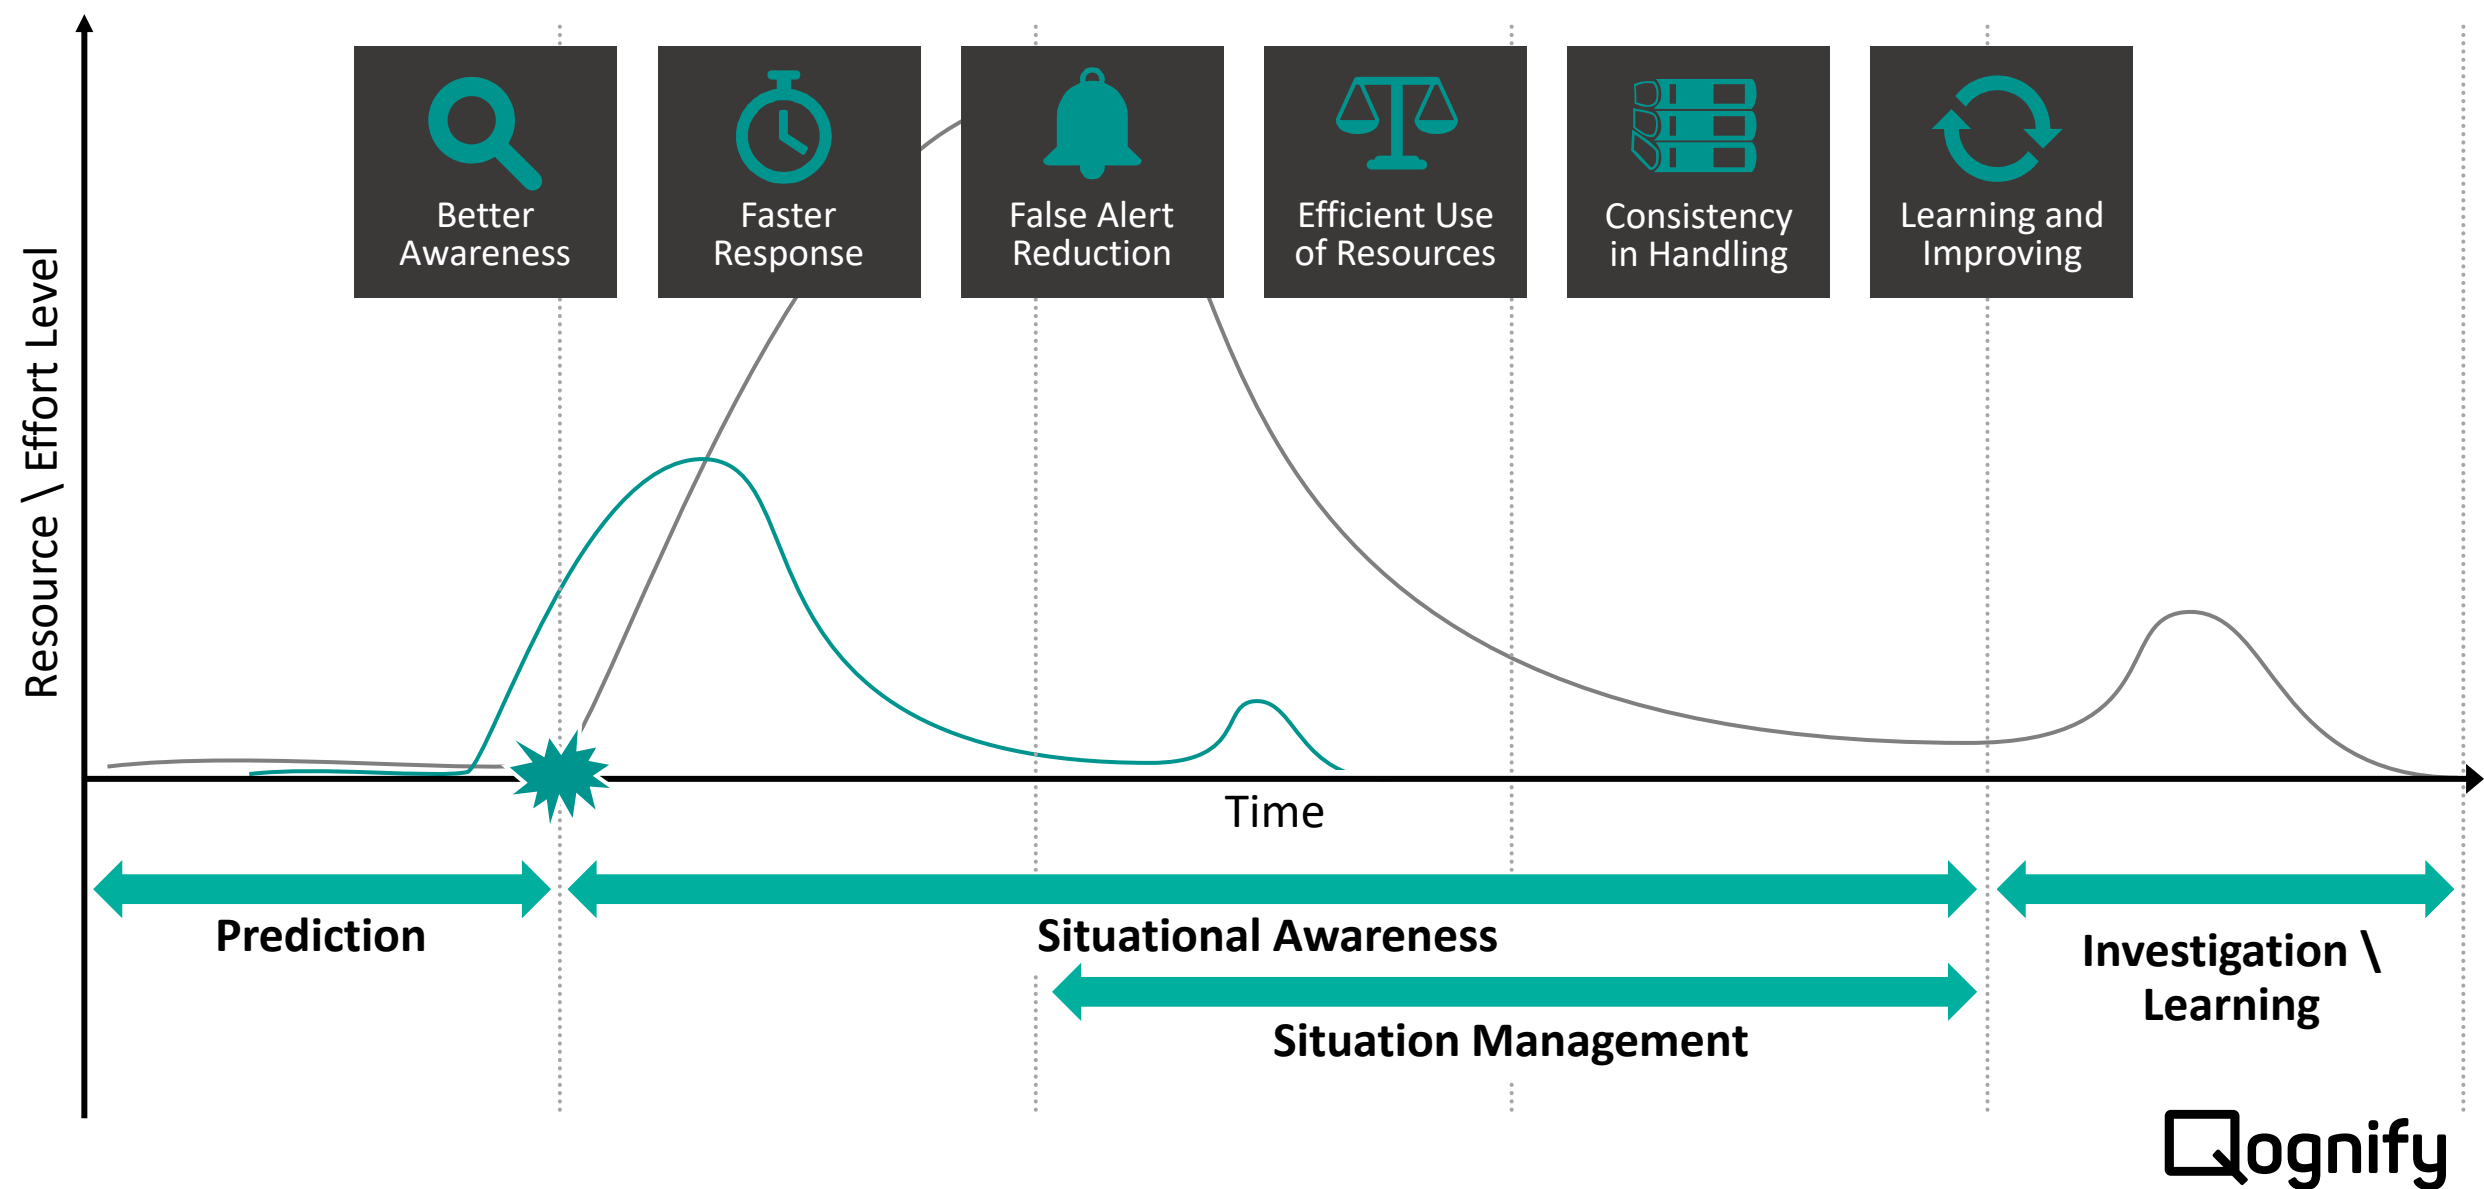 Better
Awareness
Faster
Response
False Alert
Reduction
Efficient Use
of Resources
Consistency
in Handling
Learning and
Improving
Resource \ Effort Level
Time
Prediction
Situational Awareness
Investigation \
Learning
Situation Management
Qognify